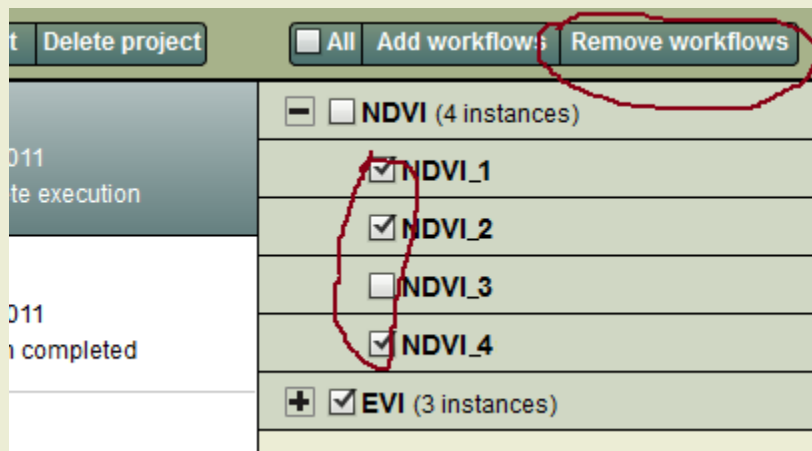 t Delete project All Add workflows Remove workflows
NDVI (4 instances)
011
te execution
NDVI_1
NDVI_2
NDVI_3
011
n completed
NDVI_4
EVI (3 instances)